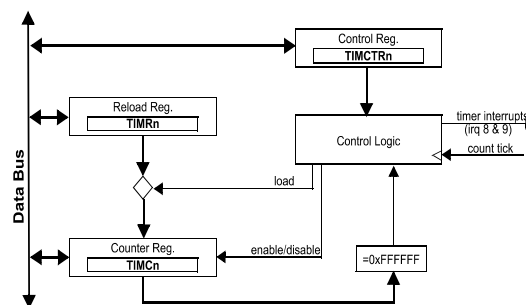 Control Reg.
TIMCTRn
Reload Reg.
TIMRn
timer interrupts
(irq 8 & 9)
Control Logic
count tick
load
Data Bus
Counter Reg.
TIMCn
enable/disable
=0xFFFFFF